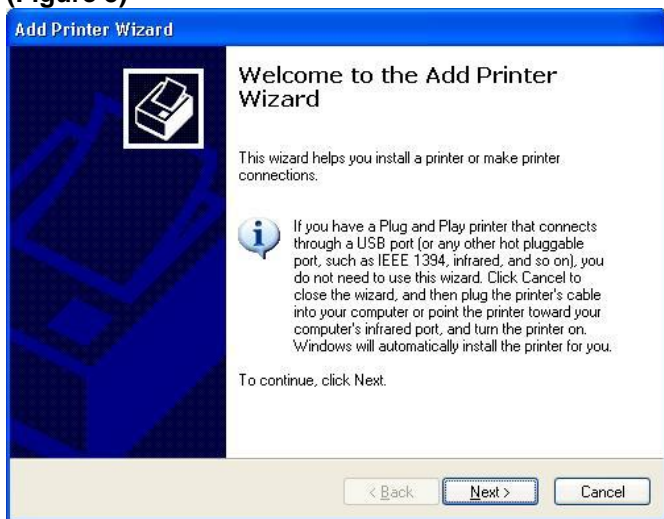 Add Printer Wizard
Welcome to the Add Printer
Wizard
This wizard helps you install a printer or make printer
connections.
If you have a Plug and Play printer that connects
through a USB port (or any other hot pluggable
port, such as IEEE 1394, infrared, and so on), you
do not need to use this wizard. Click Cancel to
close the wizard, and then plug the printer's cable
into your computer or point the printer toward your
computer's infrared port, and turn the printer on.
Windows will automatically install the printer for you.
To continue, click Next.
< Back
Next >
Cancel